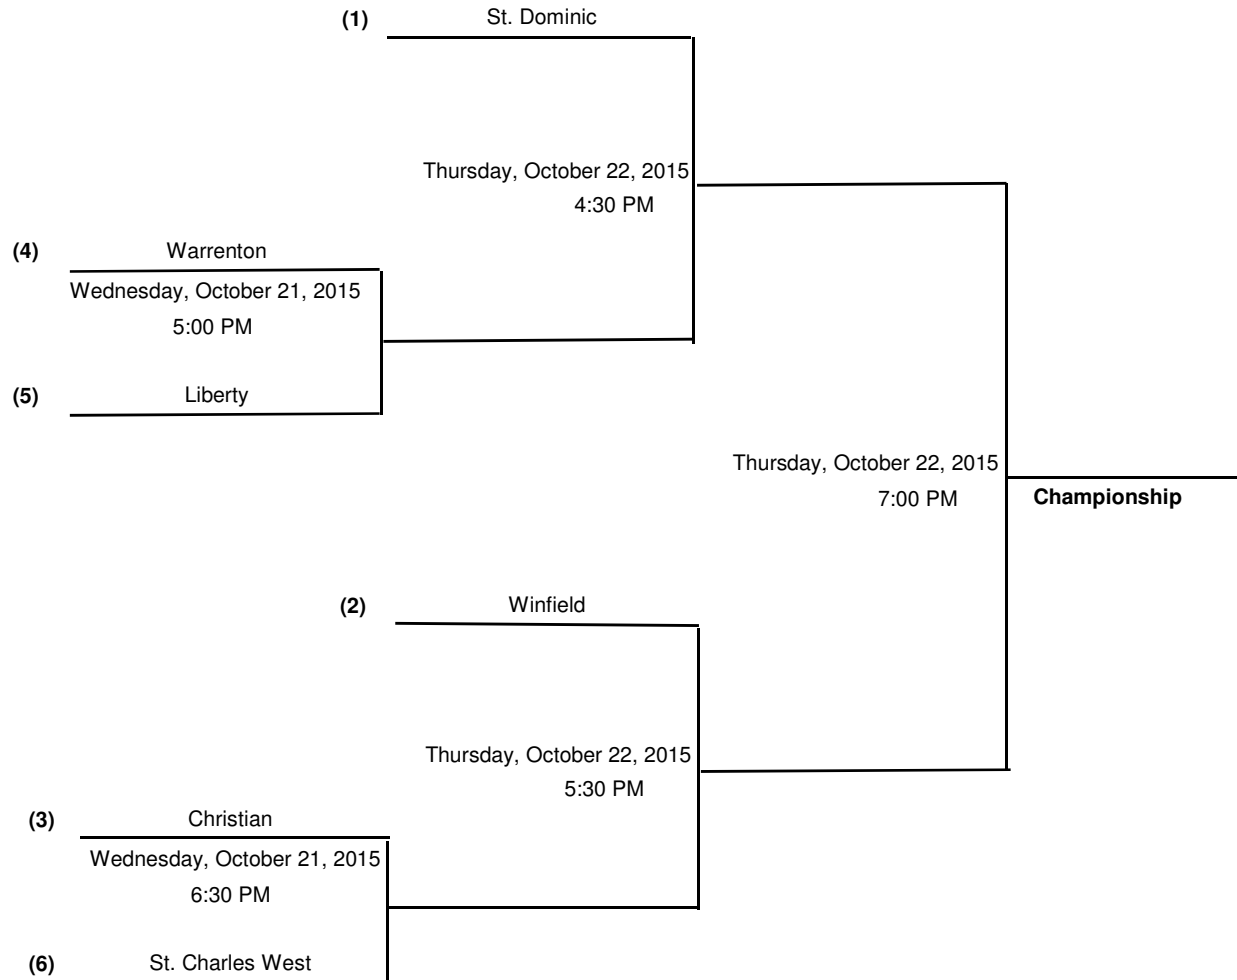 (1) St. Dominic
Thursday, October 22, 2015
4:30 PM
(4) Warrenton
Wednesday, October 21, 2015
5:00 PM
(5) Liberty
Thursday, October 22, 2015
7:00 PM
Championship
(2) Winfield
Thursday, October 22, 2015
5:30 PM
(3) Christian
Wednesday, October 21, 2015
6:30 PM
(6) St. Charles West